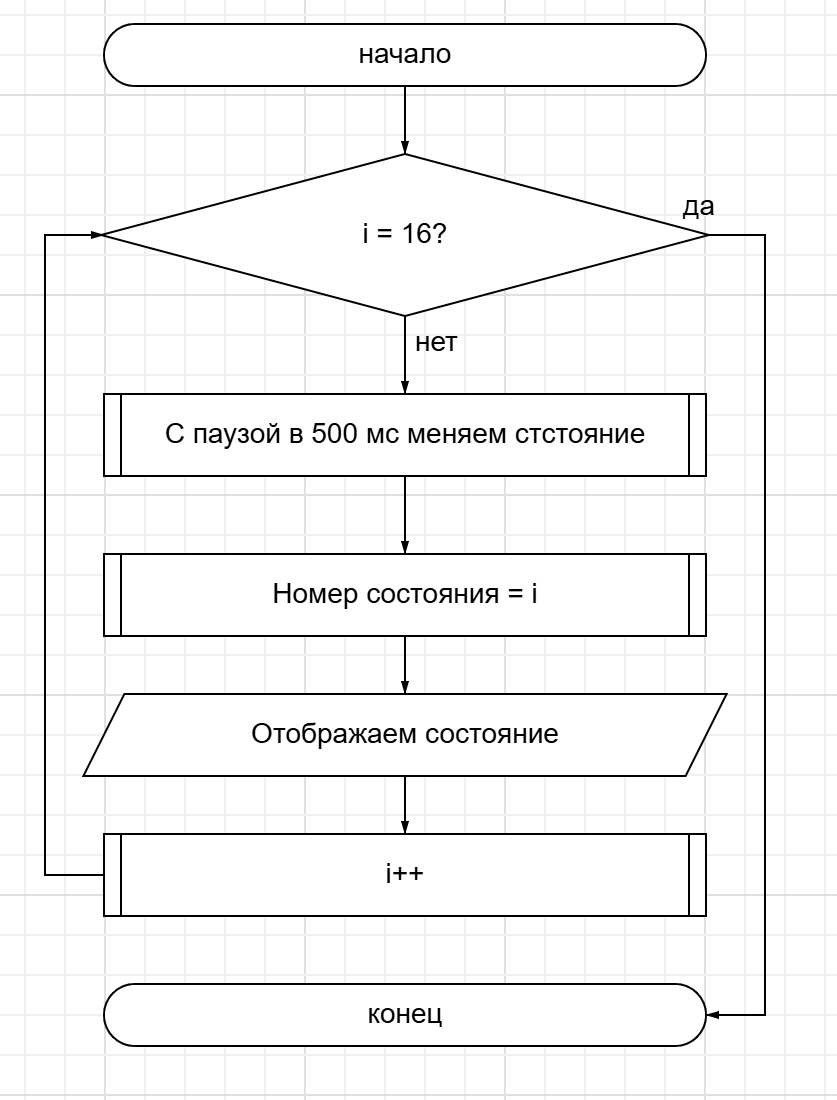 начало
i = 16?
да
нет
С паузой в 500 мс меняем стстояние
Номер состояния = i
Отображаем состояние
i++
конец